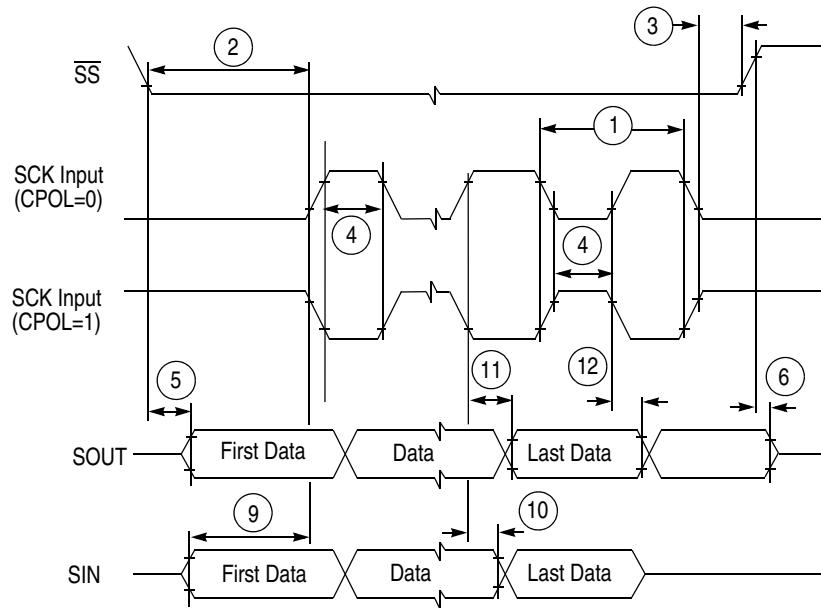 3
2
SS
1
SCK Input
(CPOL=0)
4
4
SCK Input
(CPOL=1)
5
11
12
6
SOUT
First Data
Data
Last Data
9
10
SIN
First Data
Data
Last Data